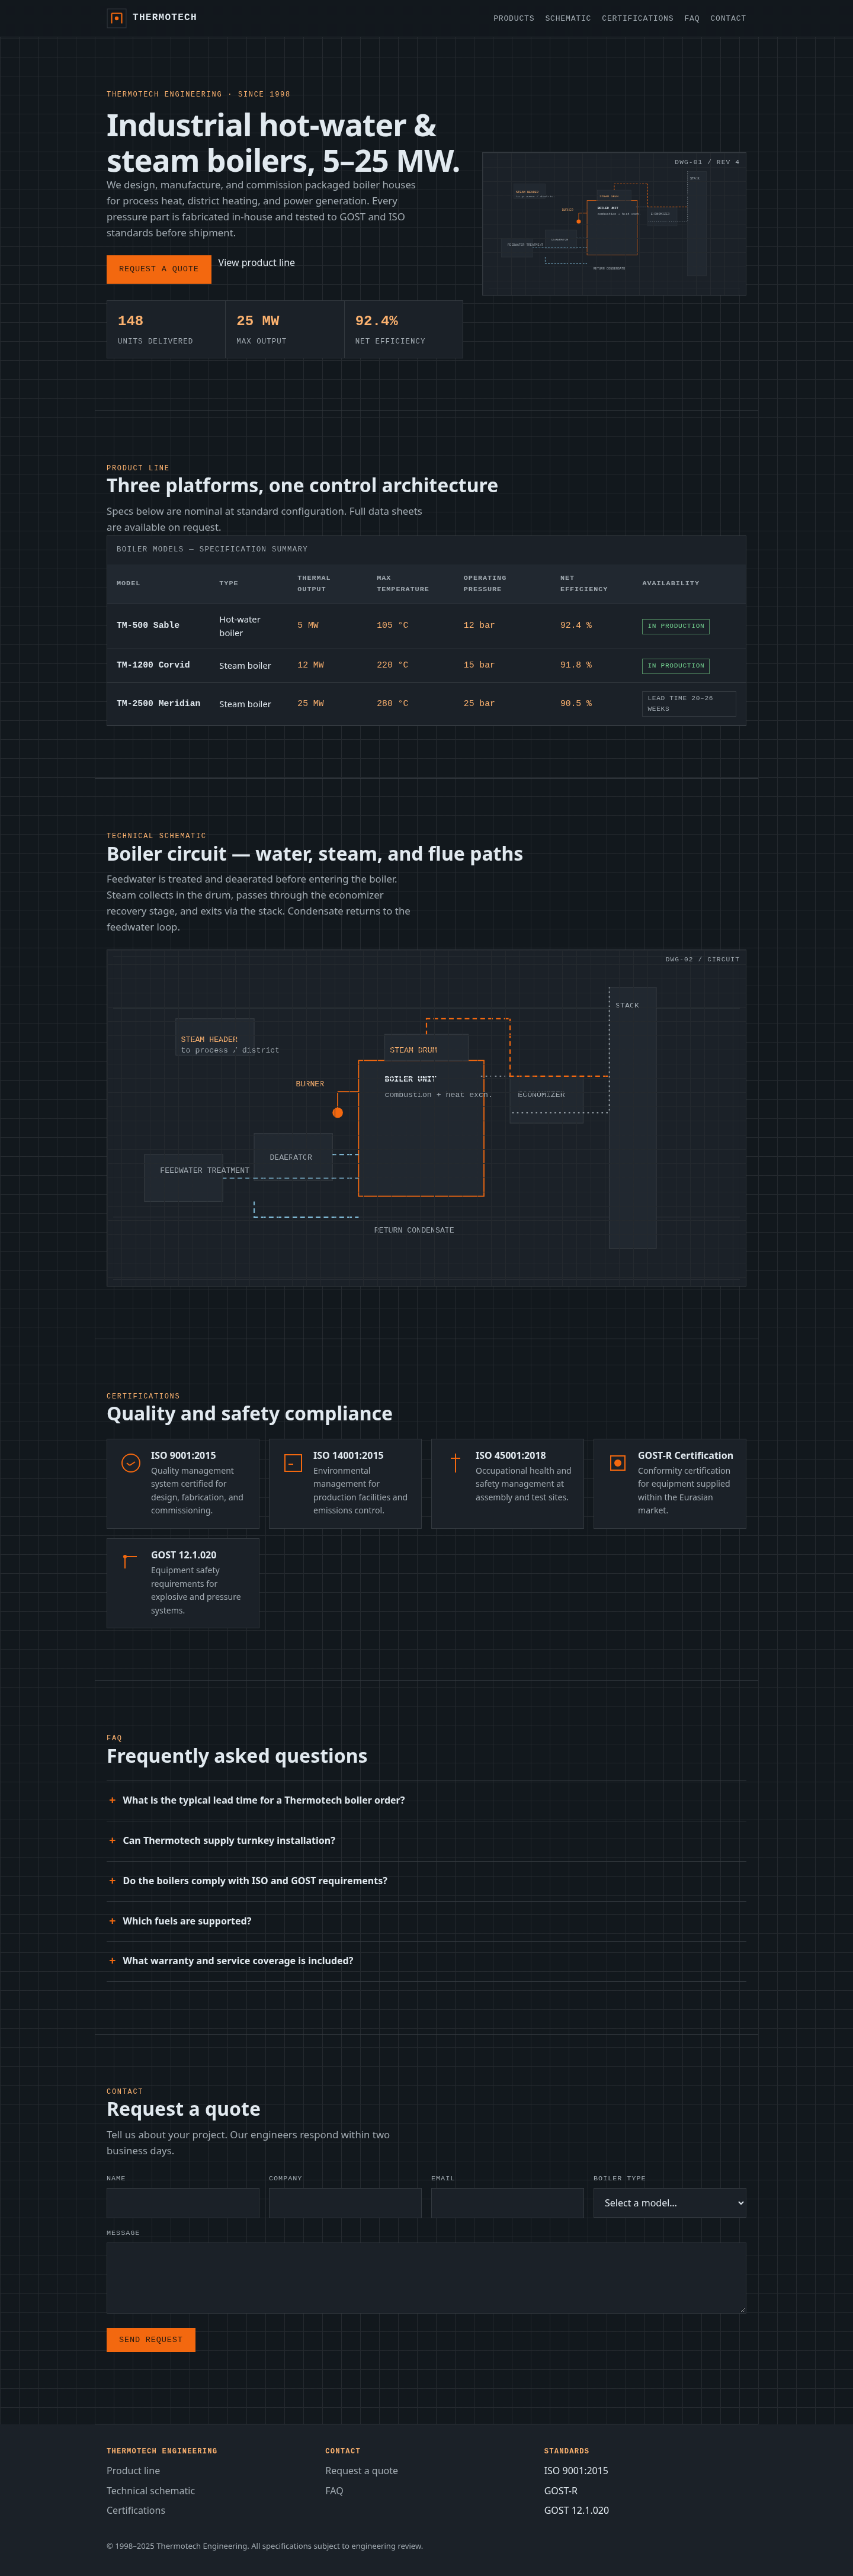 THERMOTECH
PRODUCTS SCHEMATIC CERTIFICATIONS FAQ CONTACT
THERMOTECH ENGINEERING · SINCE 1998
Industrial hot-water &
steam boilers, 5–25 MW.
We design, manufacture, and commission packaged boiler houses
for process heat, district heating, and power generation. Every
pressure part is fabricated in-house and tested to GOST and ISO
standards before shipment.
REQUEST A QUOTE View product line
148
UNITS DELIVERED
25 MW
MAX OUTPUT
92.4%
NET EFFICIENCY
DWG-01 / REV 4
STACK
STEAM HEADER
STEAM DRUM
BURNER
BOILER UNIT
combustion + heat exch.
ECONOMIZER
DEAERATOR
FEEDWATER TREATMENT
RETURN CONDENSATE
PRODUCT LINE
Three platforms, one control architecture
Specs below are nominal at standard configuration. Full data sheets
are available on request.
BOILER MODELS — SPECIFICATION SUMMARY
MODEL TYPE THERMAL OUTPUT MAX TEMPERATURE OPERATING PRESSURE NET EFFICIENCY AVAILABILITY
TM-500 Sable Hot-water boiler 5 MW 105 °C 12 bar 92.4 % IN PRODUCTION
TM-1200 Corvid Steam boiler 12 MW 220 °C 15 bar 91.8 % IN PRODUCTION
TM-2500 Meridian Steam boiler 25 MW 280 °C 25 bar 90.5 % LEAD TIME 20–26 WEEKS
TECHNICAL SCHEMATIC
Boiler circuit — water, steam, and flue paths
Feedwater is treated and deaerated before entering the boiler.
Steam collects in the drum, passes through the economizer
recovery stage, and exits via the stack. Condensate returns to the
feedwater loop.
DWG-02 / CIRCUIT
STACK
STEAM HEADER
to process / district
STEAM DRUM
BOILER UNIT
BURNER
combustion + heat exch.
ECONOMIZER
DEAERATOR
FEEDWATER TREATMENT
RETURN CONDENSATE
CERTIFICATIONS
Quality and safety compliance
ISO 9001:2015
Quality management
system certified for
design, fabrication, and
commissioning.
ISO 14001:2015
Environmental
management for
production facilities and
emissions control.
ISO 45001:2018
Occupational health and
safety management at
assembly and test sites.
GOST-R Certification
Conformity certification
for equipment supplied
within the Eurasian
market.
GOST 12.1.020
Equipment safety
requirements for
explosive and pressure
systems.
FAQ
Frequently asked questions
+ What is the typical lead time for a Thermotech boiler order?
+ Can Thermotech supply turnkey installation?
+ Do the boilers comply with ISO and GOST requirements?
+ Which fuels are supported?
+ What warranty and service coverage is included?
CONTACT
Request a quote
Tell us about your project. Our engineers respond within two
business days.
NAME COMPANY EMAIL BOILER TYPE
Select a model...
MESSAGE
SEND REQUEST
THERMOTECH ENGINEERING
Product line
Technical schematic
Certifications
CONTACT
Request a quote
FAQ
STANDARDS
ISO 9001:2015
GOST-R
GOST 12.1.020
© 1998–2025 Thermotech Engineering. All specifications subject to engineering review.